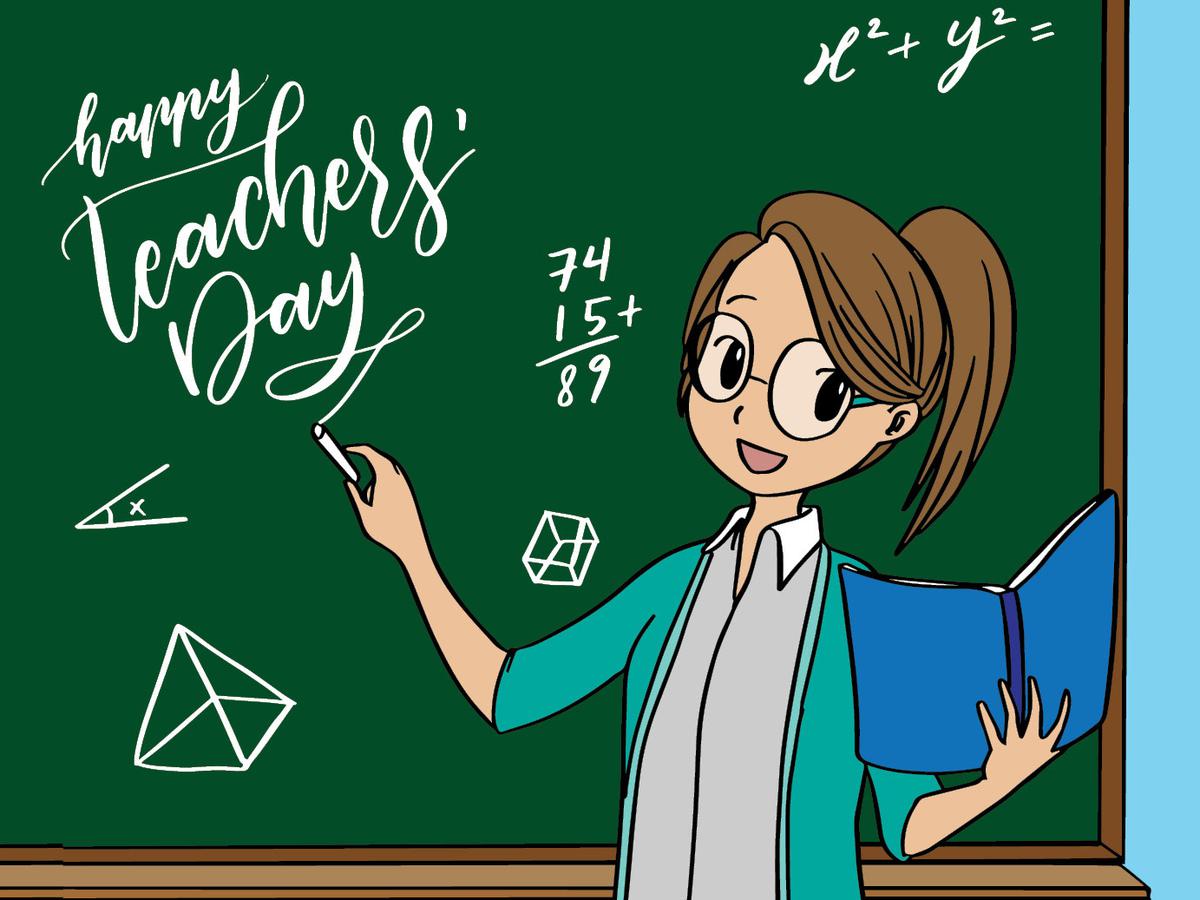 x² + y² =
happy
Teachers'
Day
74
15+
89
x